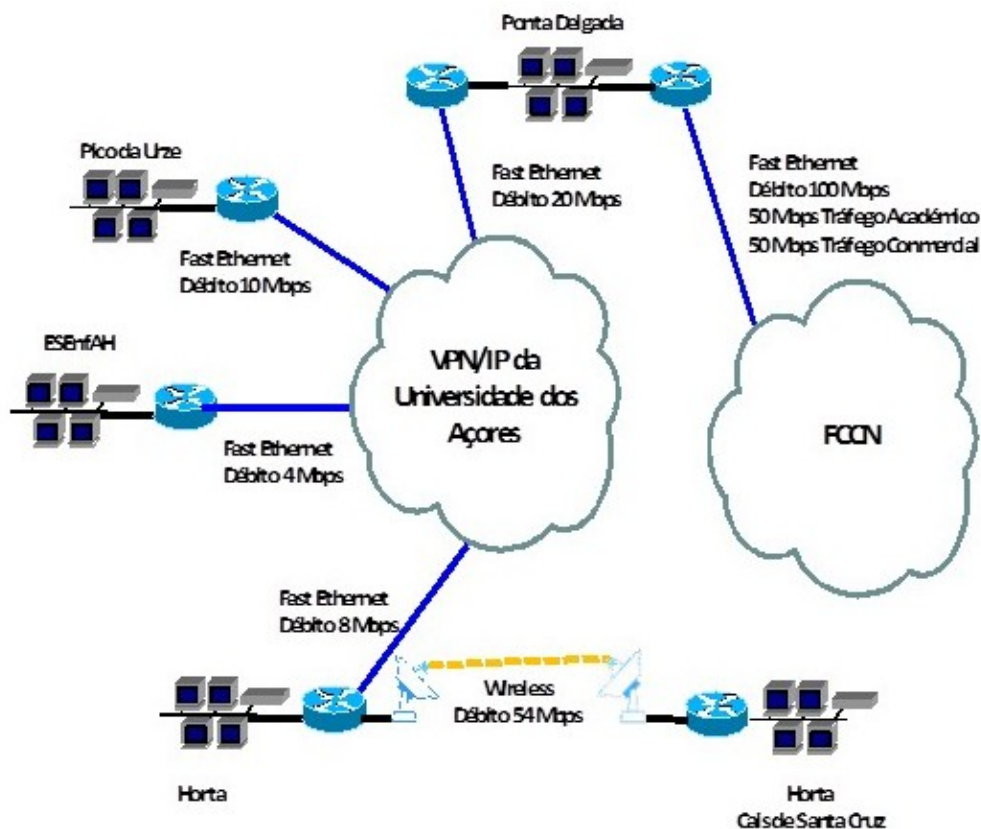 Ponta Delgada
Pico da Urze
Fast Ethernet
Débito 20 Mbps
Fast Ethernet
Débito 100 Mbps
50 Mbps Tráfego Académico
50 Mbps Tráfego Commercial
Fast Ethernet
Débito 10 Mbps
ESEnfAH
VPN/IP da
Universidade dos
Açores
FCCN
Fast Ethernet
Débito 4 Mbps
Fast Ethernet
Débito 8 Mbps
Wireless
Débito 54 Mbps
Horta
Horta
Cais de Santa Cruz